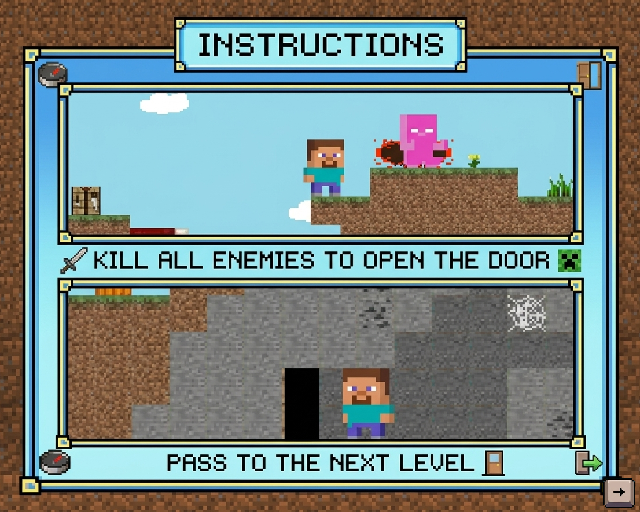 INSTRUCTIONS
KILL ALL ENEMIES TO OPEN THE DOOR
PASS TO THE NEXT LEVEL